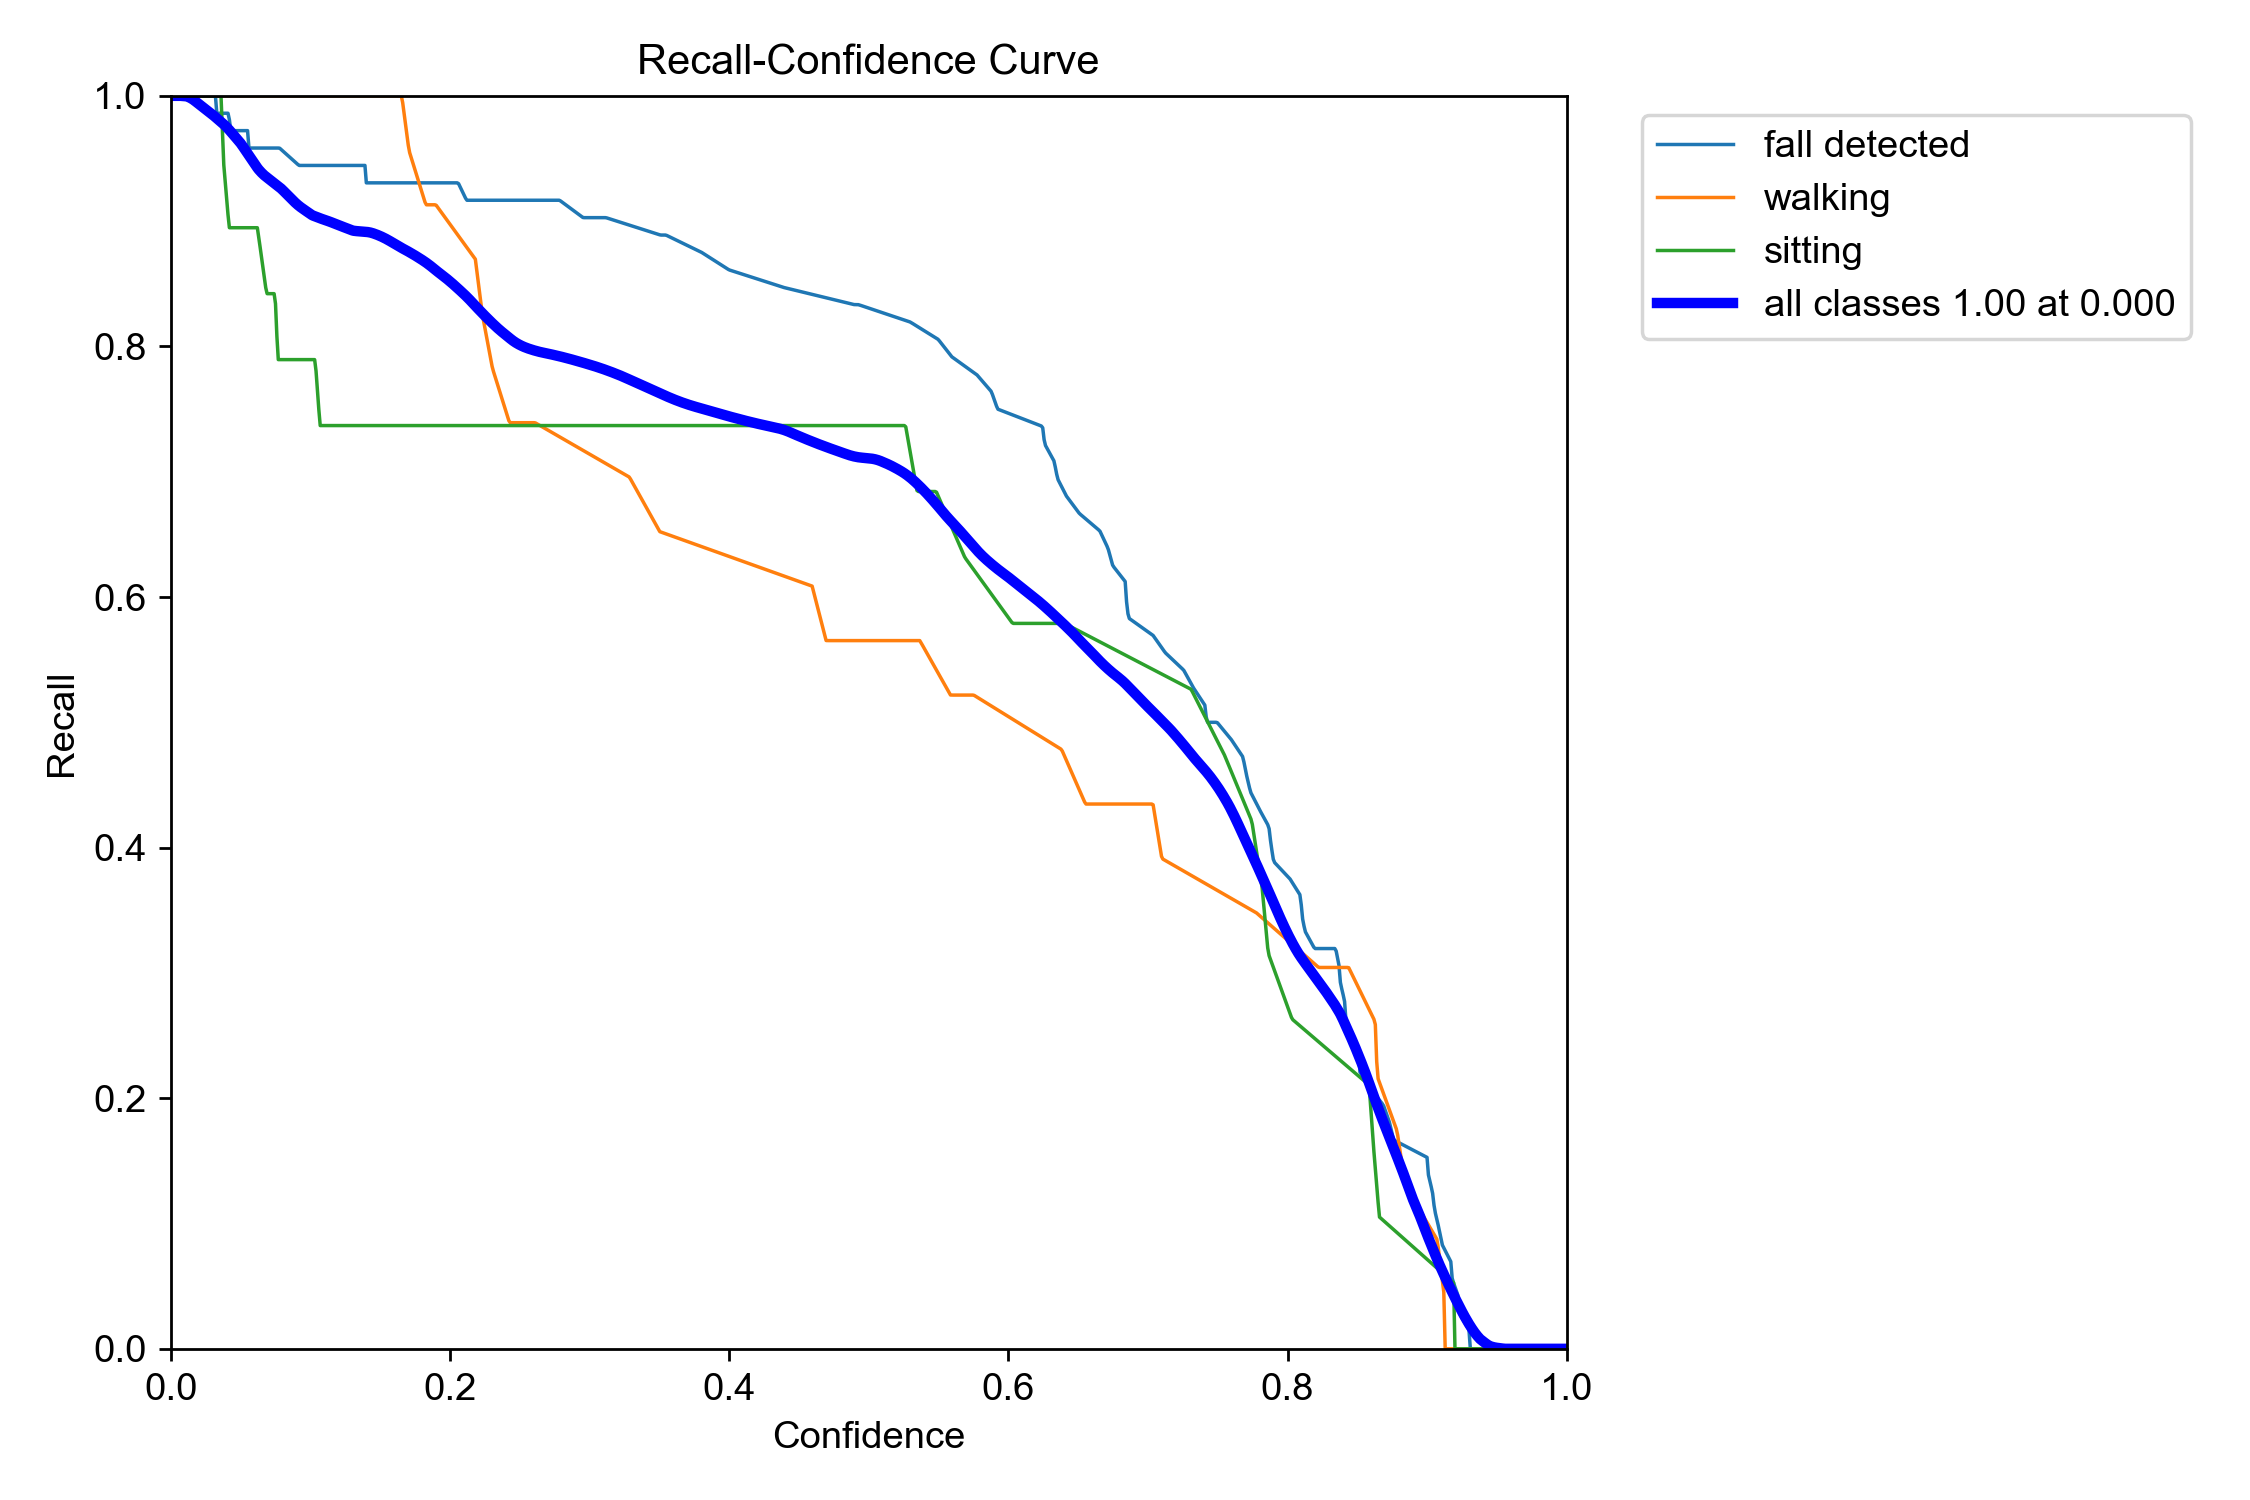 Recall-Confidence Curve
1.0
0.8
0.6
0.4
0.2
0.0
Recall
0.0 0.2 0.4 0.6 0.8 1.0
Confidence
fall detected
walking
sitting
all classes 1.00 at 0.000